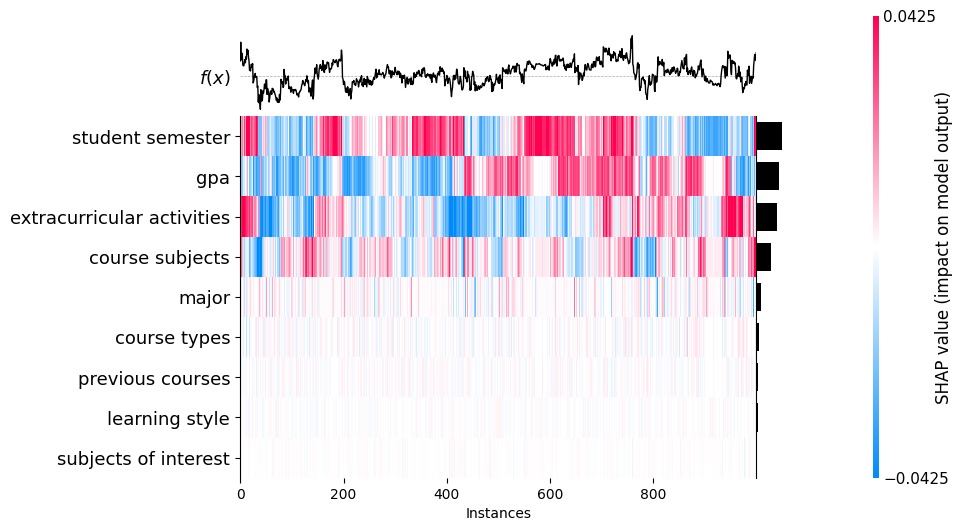 0.0425
f(x)
student semester
gpa
extracurricular activities
course subjects
major
course types
previous courses
learning style
subjects of interest
0 200 400 600 800
Instances
SHAP value (impact on model output)
−0.0425